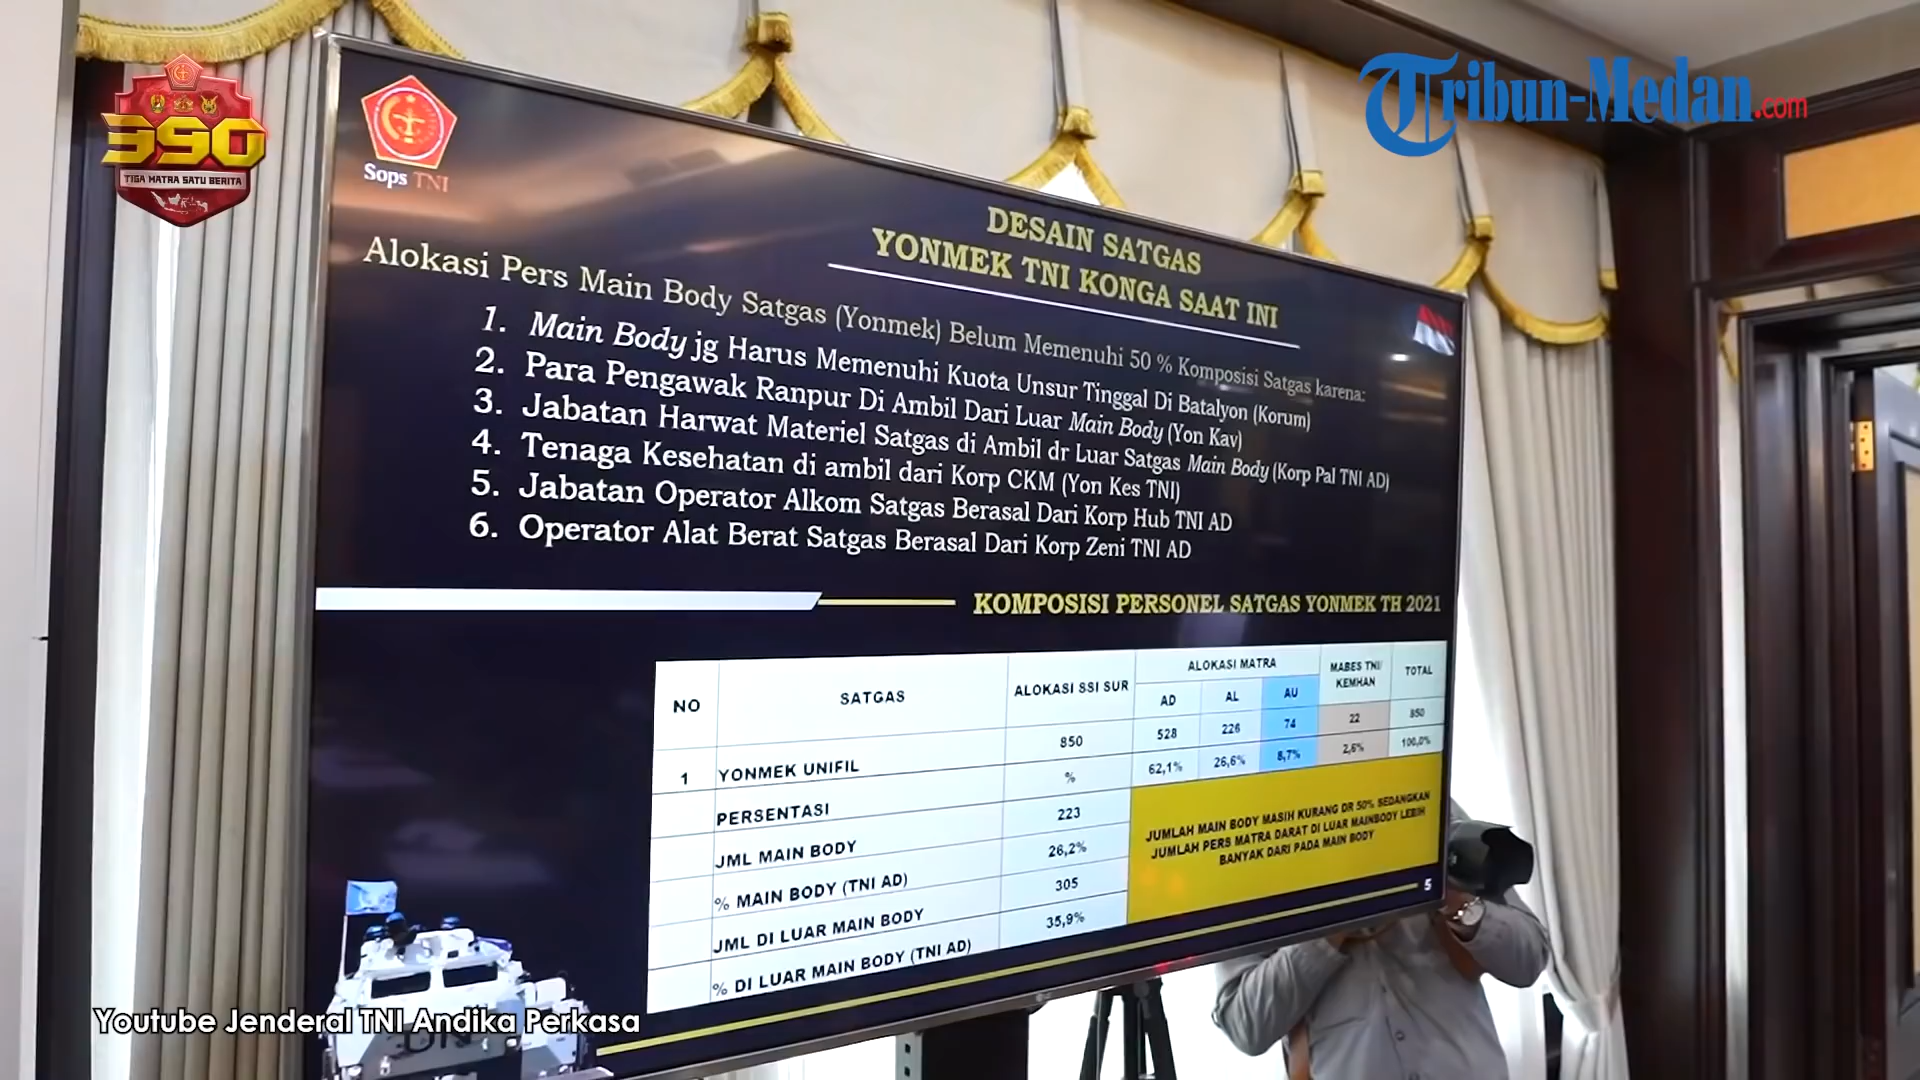 Tribun-Medan.com
390
TIGA MATRA SATU BERITA
Sops TNI
DESAIN SATGAS
YONMEK TNI KONGA SAAT INI
Alokasi Pers Main Body Satgas (Yonmek) Belum Memenuhi 50 % Komposisi Satgas karena:
1. Main Body jg Harus Memenuhi Kuota Unsur Tinggal Di Batalyon (Korum)
2. Para Pengawak Ranpur Di Ambil Dari Luar Main Body (Yon Kav)
3. Jabatan Harwat Materiel Satgas di Ambil dr Luar Satgas Main Body (Korp Pal TNI AD)
4. Tenaga Kesehatan di ambil dari Korp CKM (Yon Kes TNI)
5. Jabatan Operator Alkom Satgas Berasal Dari Korp Hub TNI AD
6. Operator Alat Berat Satgas Berasal Dari Korp Zeni TNI AD
KOMPOSISI PERSONEL SATGAS YONMEK TH 2021
NO SATGAS ALOKASI SSI SUR ALOKASI MATRA MABES TNI/ KEMHAN TOTAL
AD AL AU
1 YONMEK UNIFIL 850 528 226 74 22 850
PERSENTASI % 62,1% 26,6% 8,7% 2,6% 100,0%
JML MAIN BODY 223
% MAIN BODY (TNI AD) 26,2%
JML DI LUAR MAIN BODY 305
% DI LUAR MAIN BODY (TNI AD) 35,9%
JUMLAH MAIN BODY MASIH KURANG DR 50% SEDANGKAN
JUMLAH PERS MATRA DARAT DI LUAR MAINBODY LEBIH
BANYAK DARI PADA MAIN BODY
5
UN
Youtube Jenderal TNI Andika Perkasa